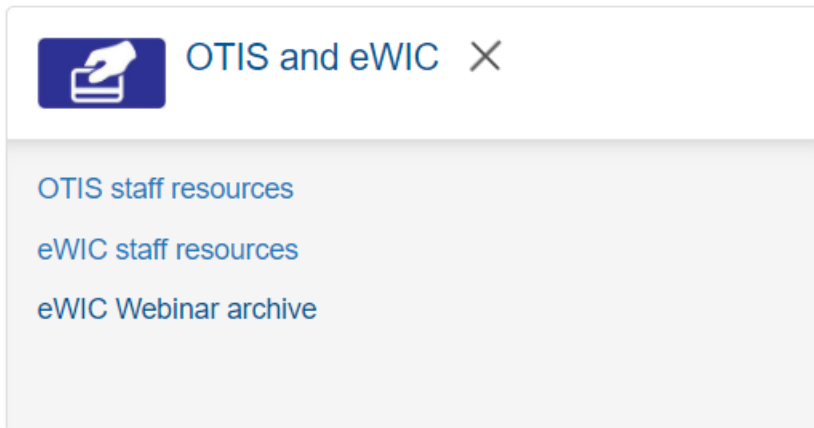 OTIS and eWIC
OTIS staff resources
eWIC staff resources
eWIC Webinar archive